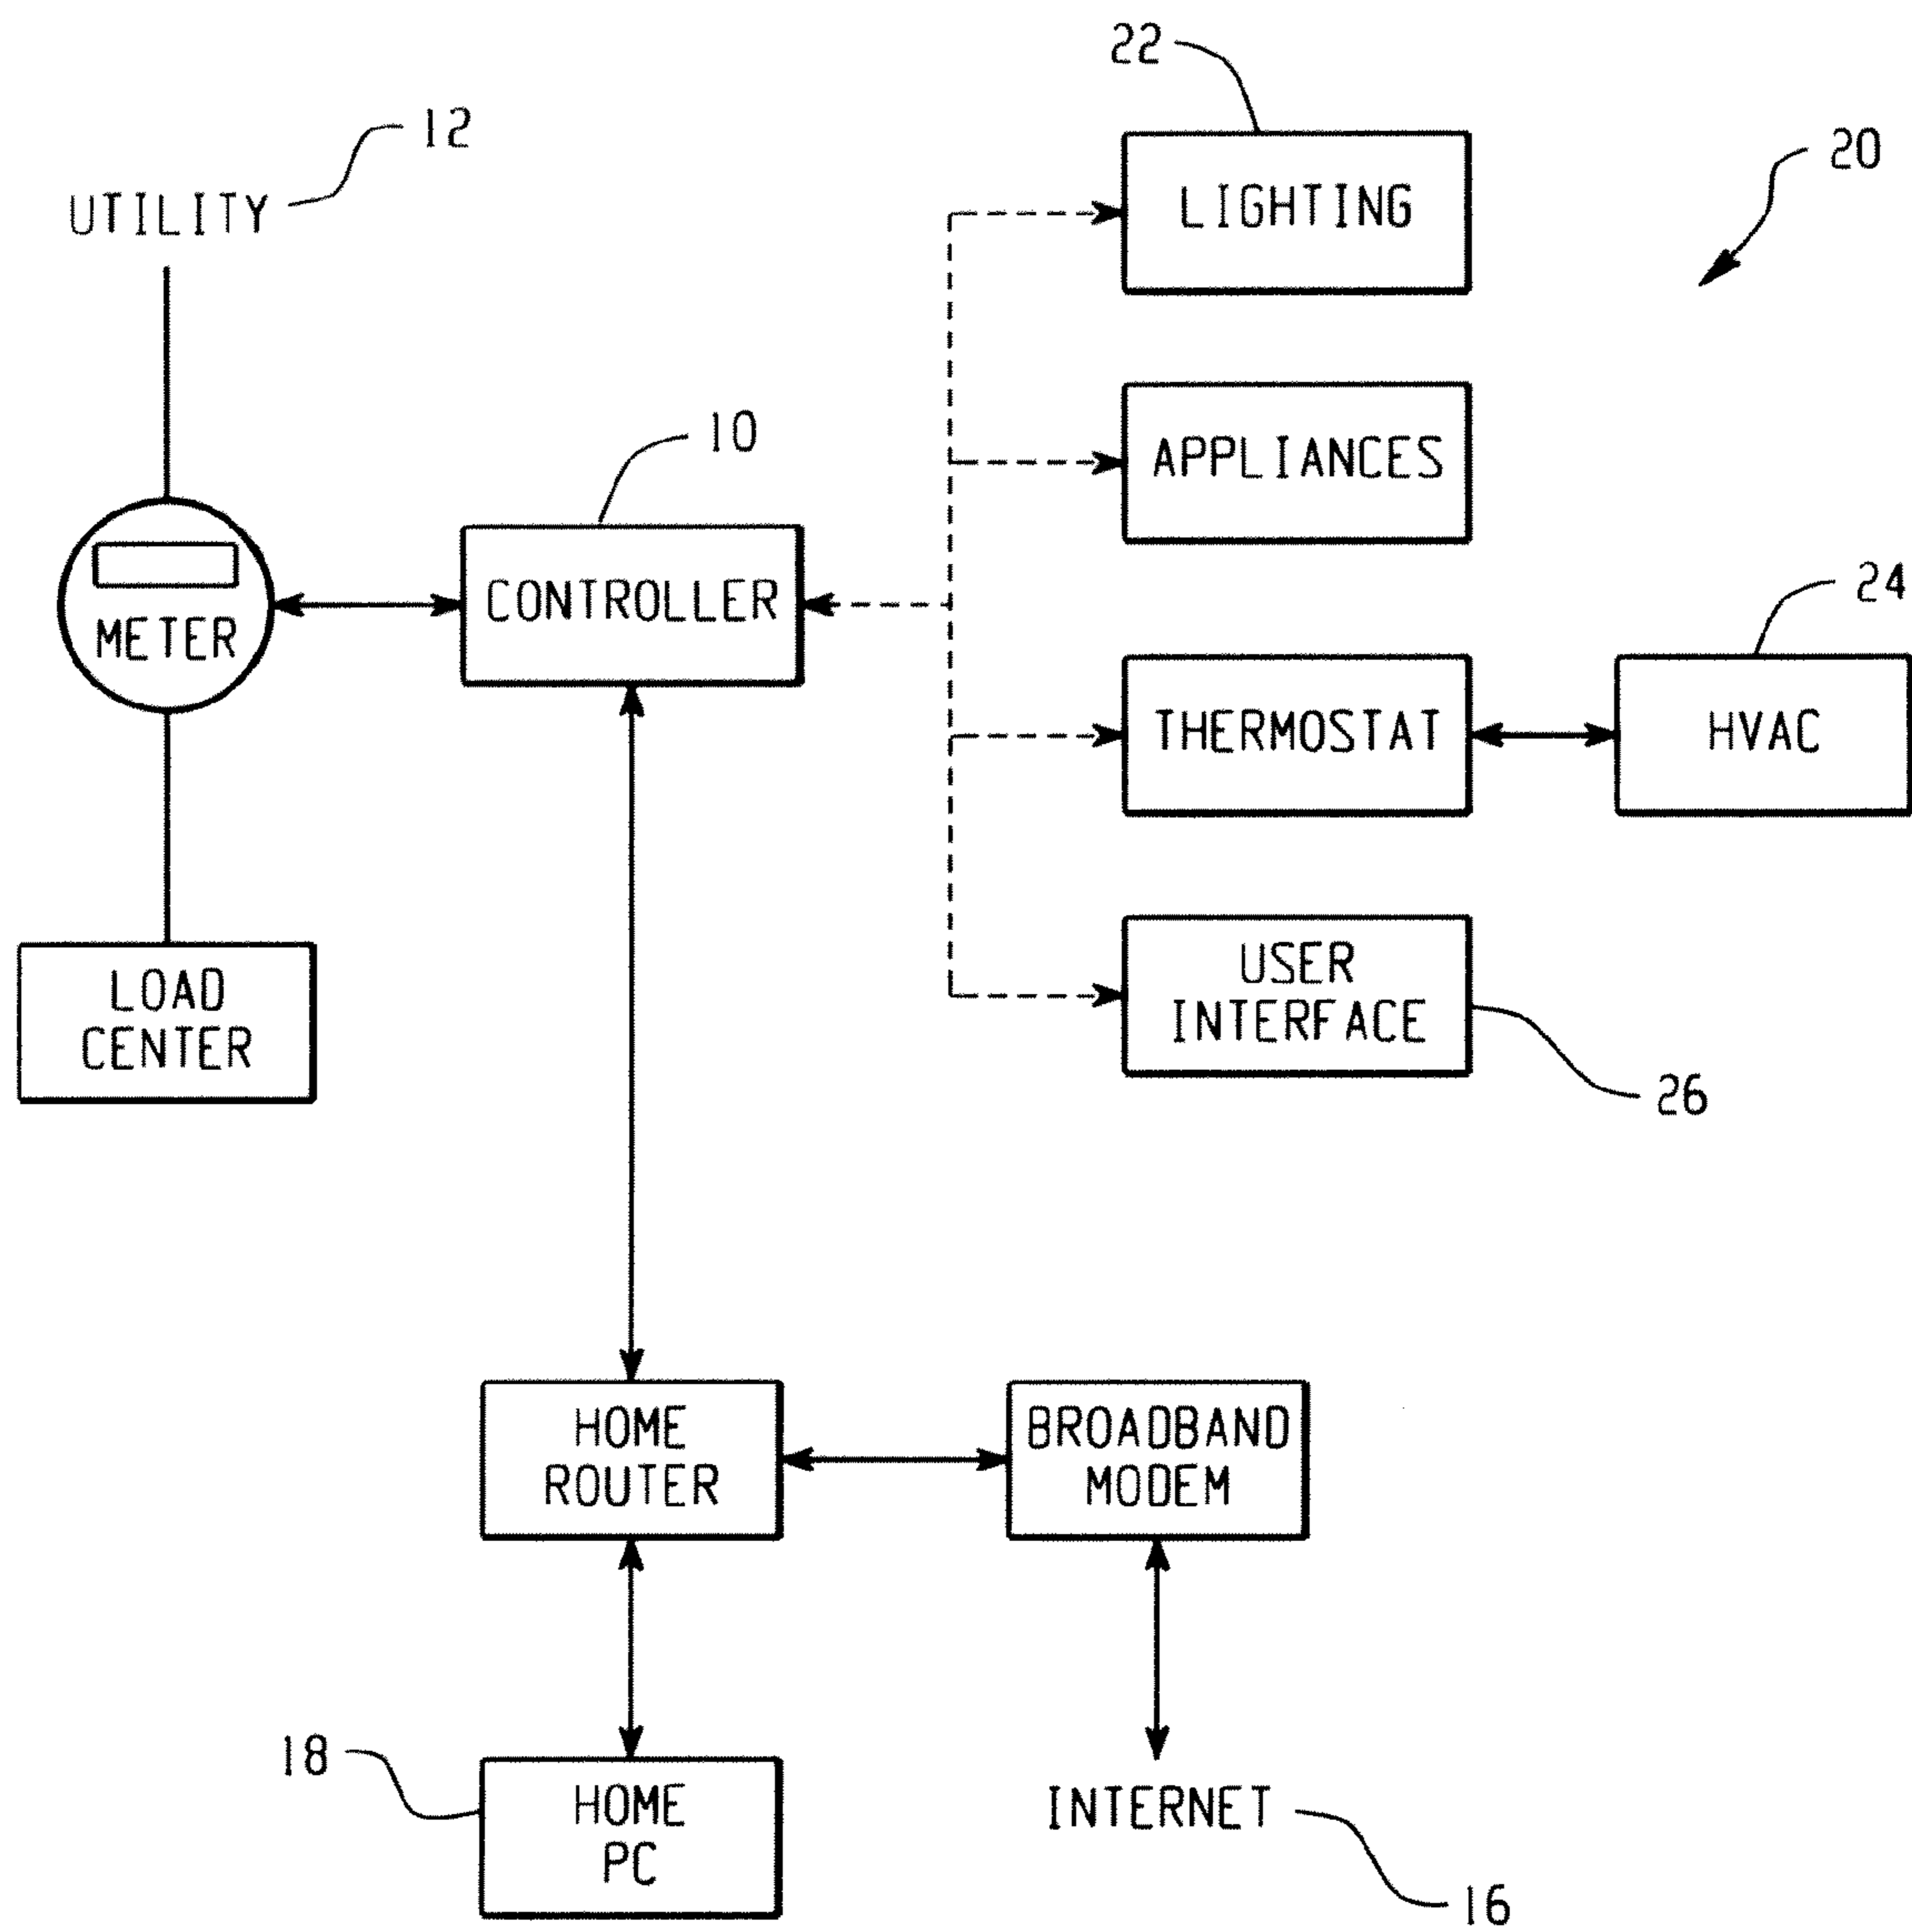 22
12
20
UTILITY
LIGHTING
10
APPLIANCES
24
CONTROLLER
METER
THERMOSTAT
HVAC
LOAD
CENTER
USER
INTERFACE
26
HOME
ROUTER
BROADBAND
MODEM
18
HOME
PC
INTERNET
16